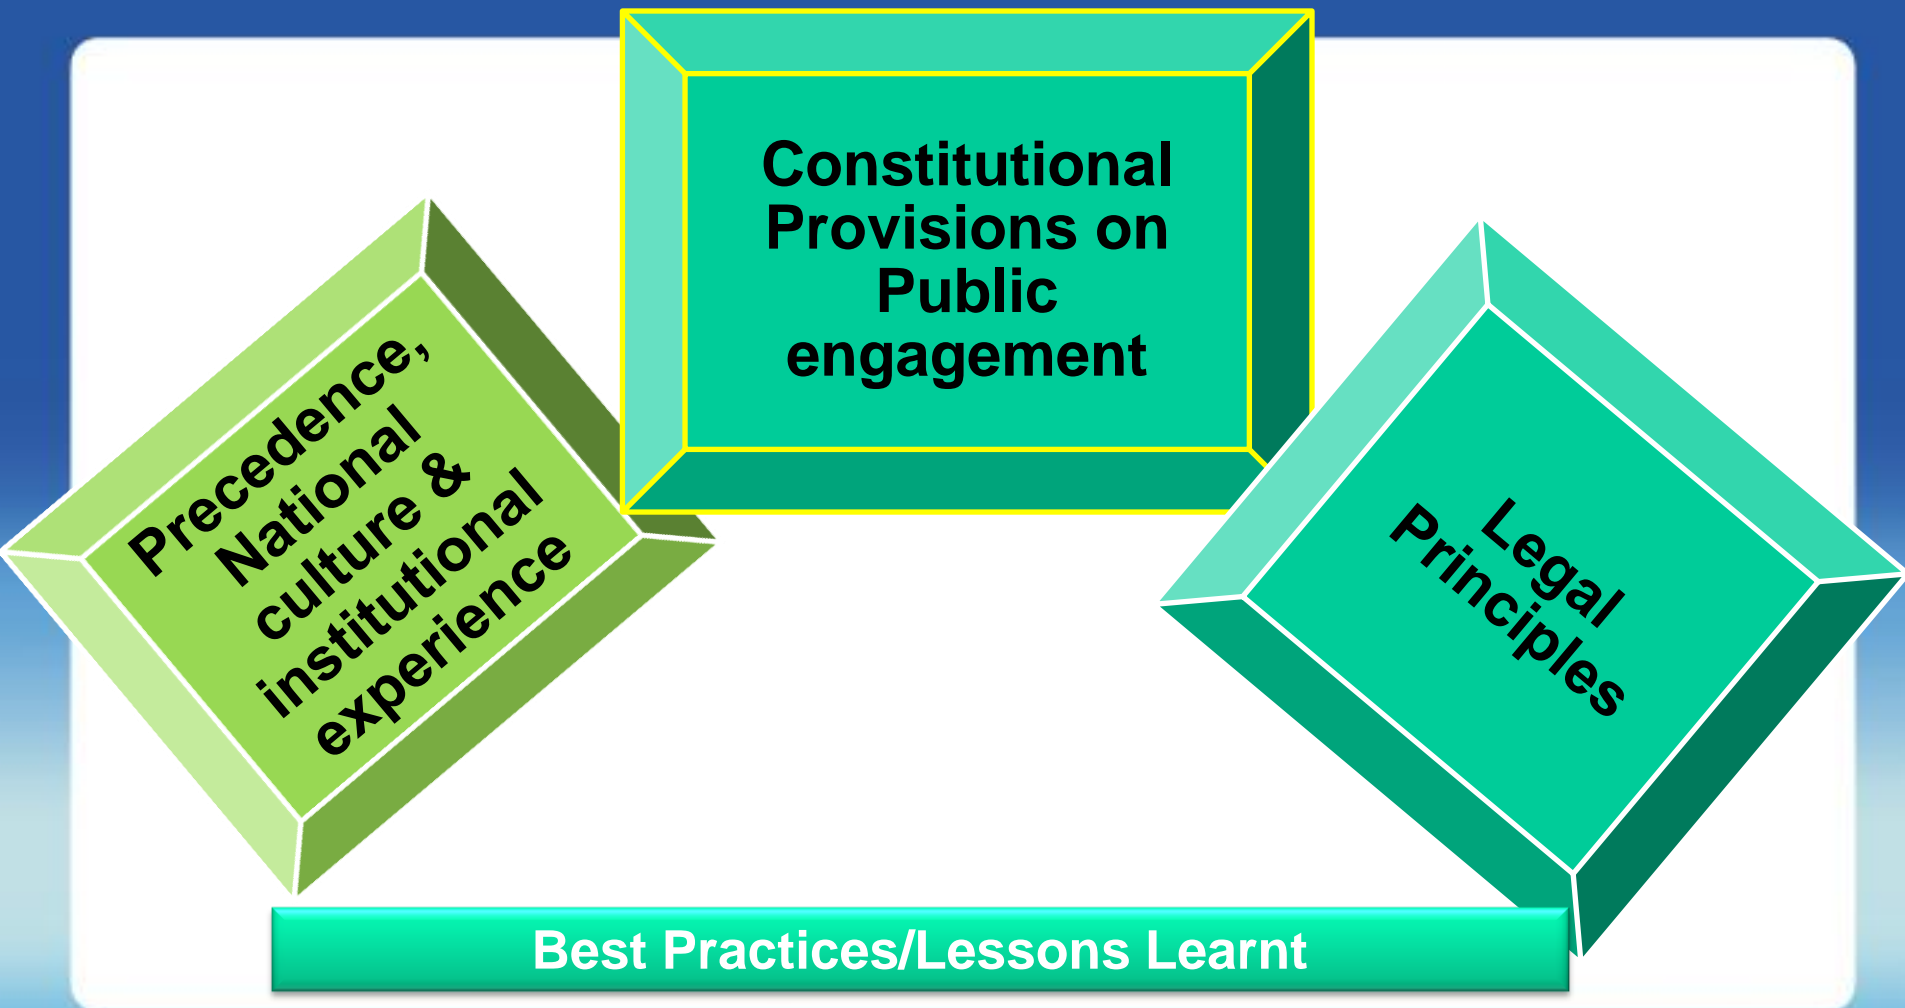 Constitutional
Provisions on
Public
engagement
Precedence,
National
culture &
institutional
experience
Legal
Principles
Best Practices/Lessons Learnt